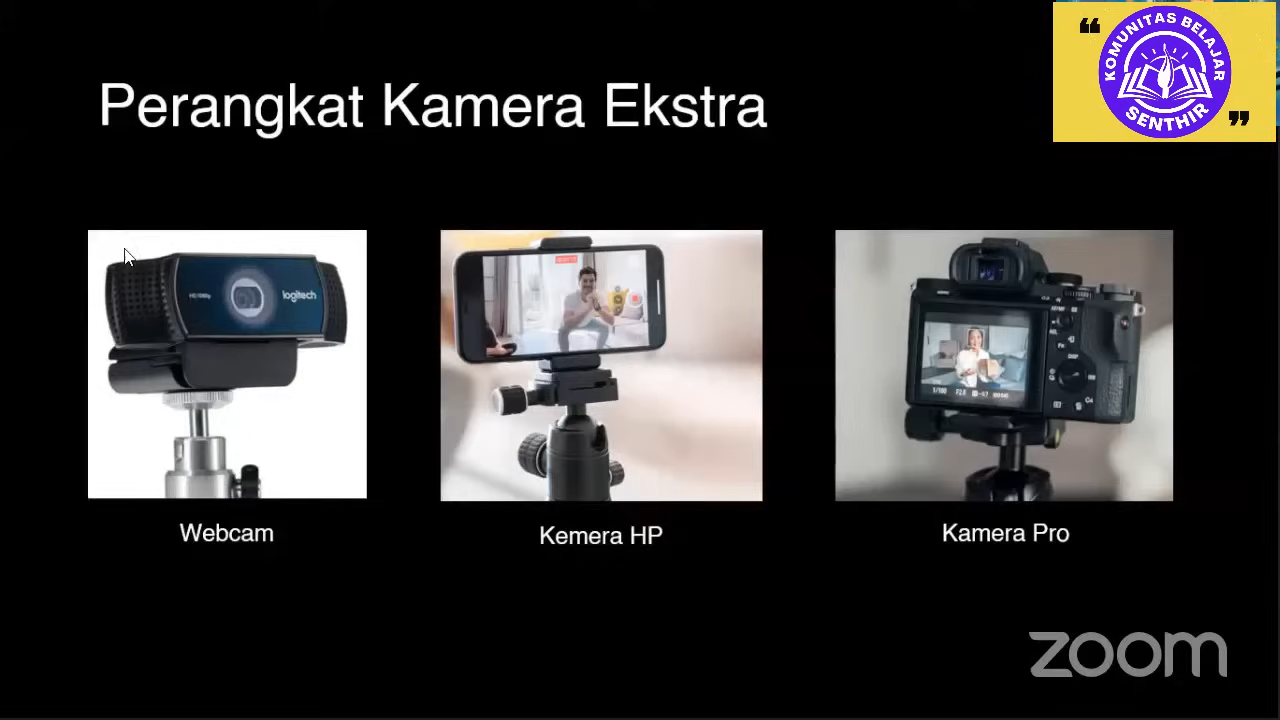 Perangkat Kamera Ekstra
KOMUNITAS BELAJAR
SENTHIR
logitech
Webcam
Kemera HP
Kamera Pro
zoom